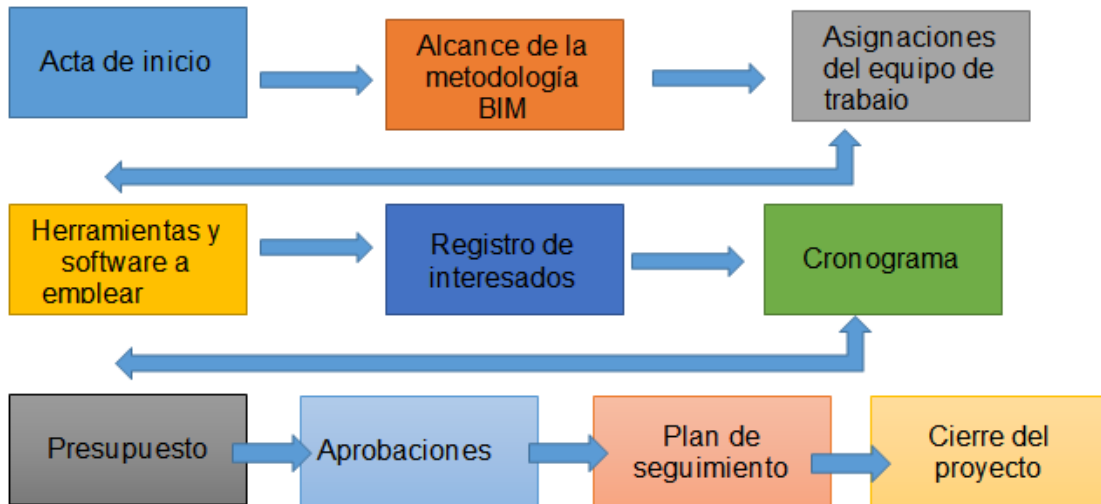 Acta de inicio
Alcance de la
metodología
BIM
Asignaciones
del equipo de
trabajo
Herramientas y
software a
emplear
Registro de
interesados
Cronograma
Presupuesto
Aprobaciones
Plan de
seguimiento
Cierre del
proyecto